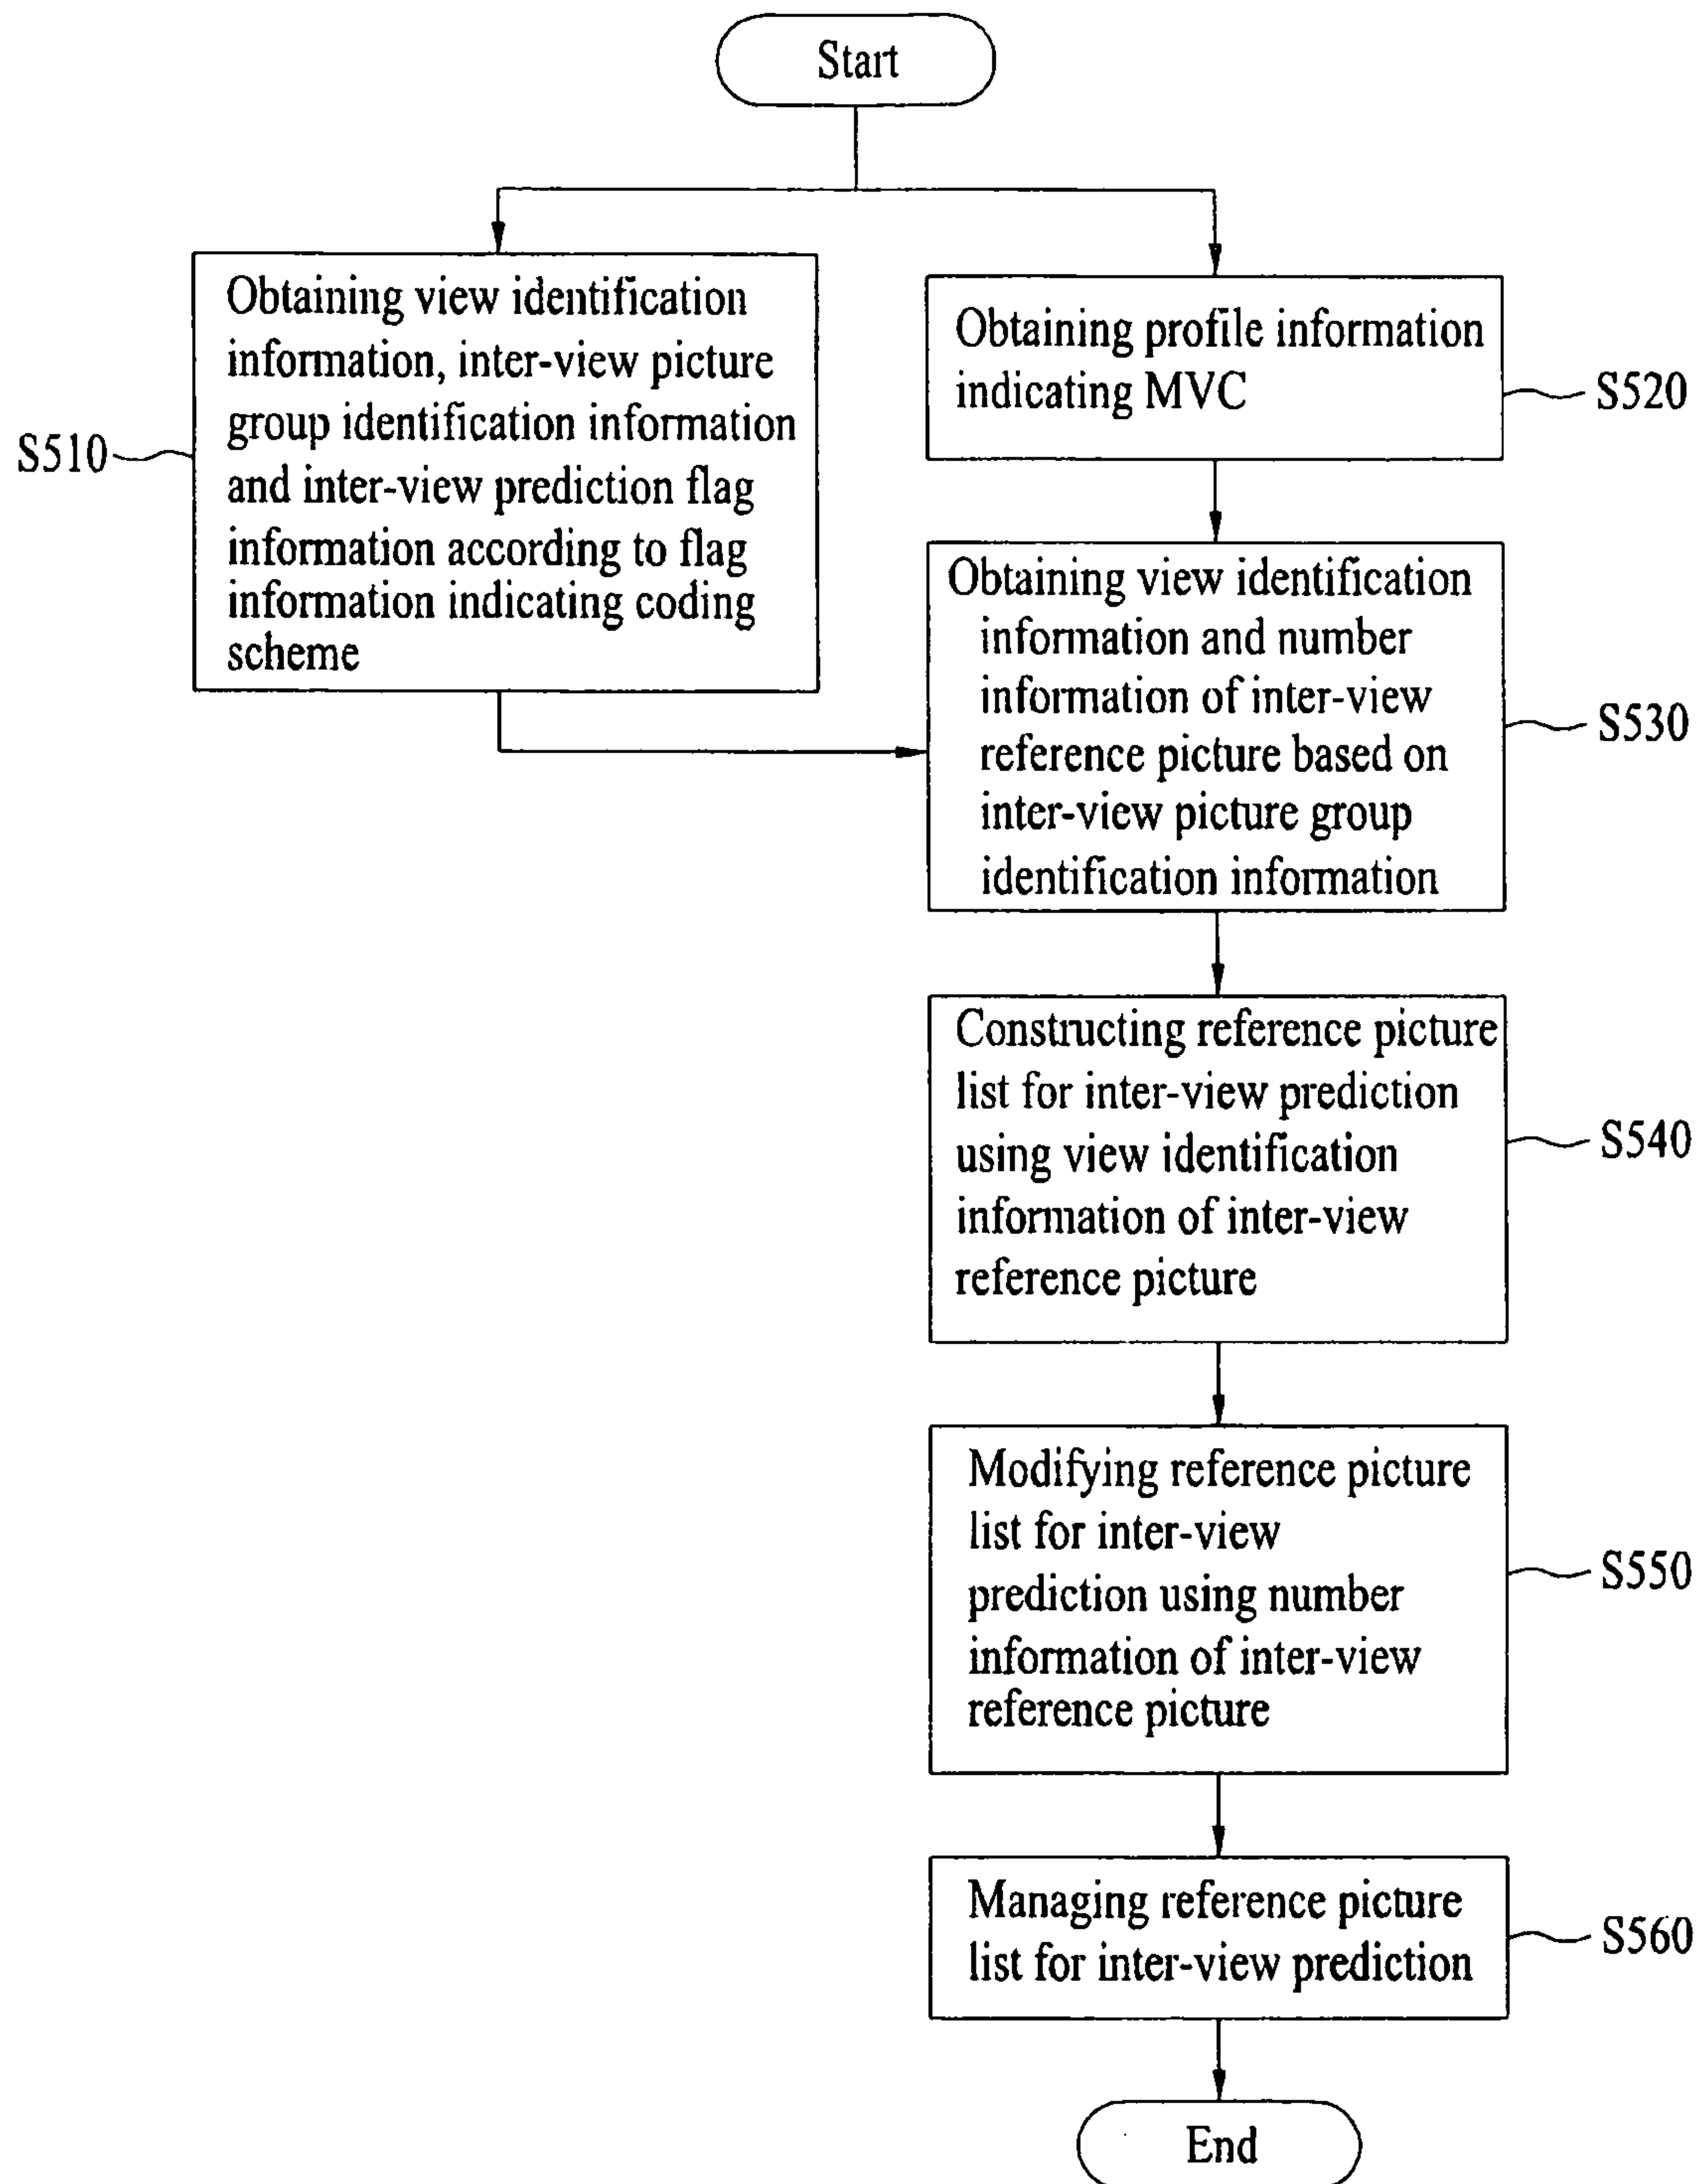 Start
Obtaining view identification
information, inter-view picture
group identification information
and inter-view prediction flag
information according to flag
information indicating coding
scheme
S510
Obtaining profile information
indicating MVC
S520
Obtaining view identification
information and number
information of inter-view
reference picture based on
inter-view picture group
identification information
S530
Constructing reference picture
list for inter-view prediction
using view identification
information of inter-view
reference picture
S540
Modifying reference picture
list for inter-view
prediction using number
information of inter-view
reference picture
S550
Managing reference picture
list for inter-view prediction
S560
End